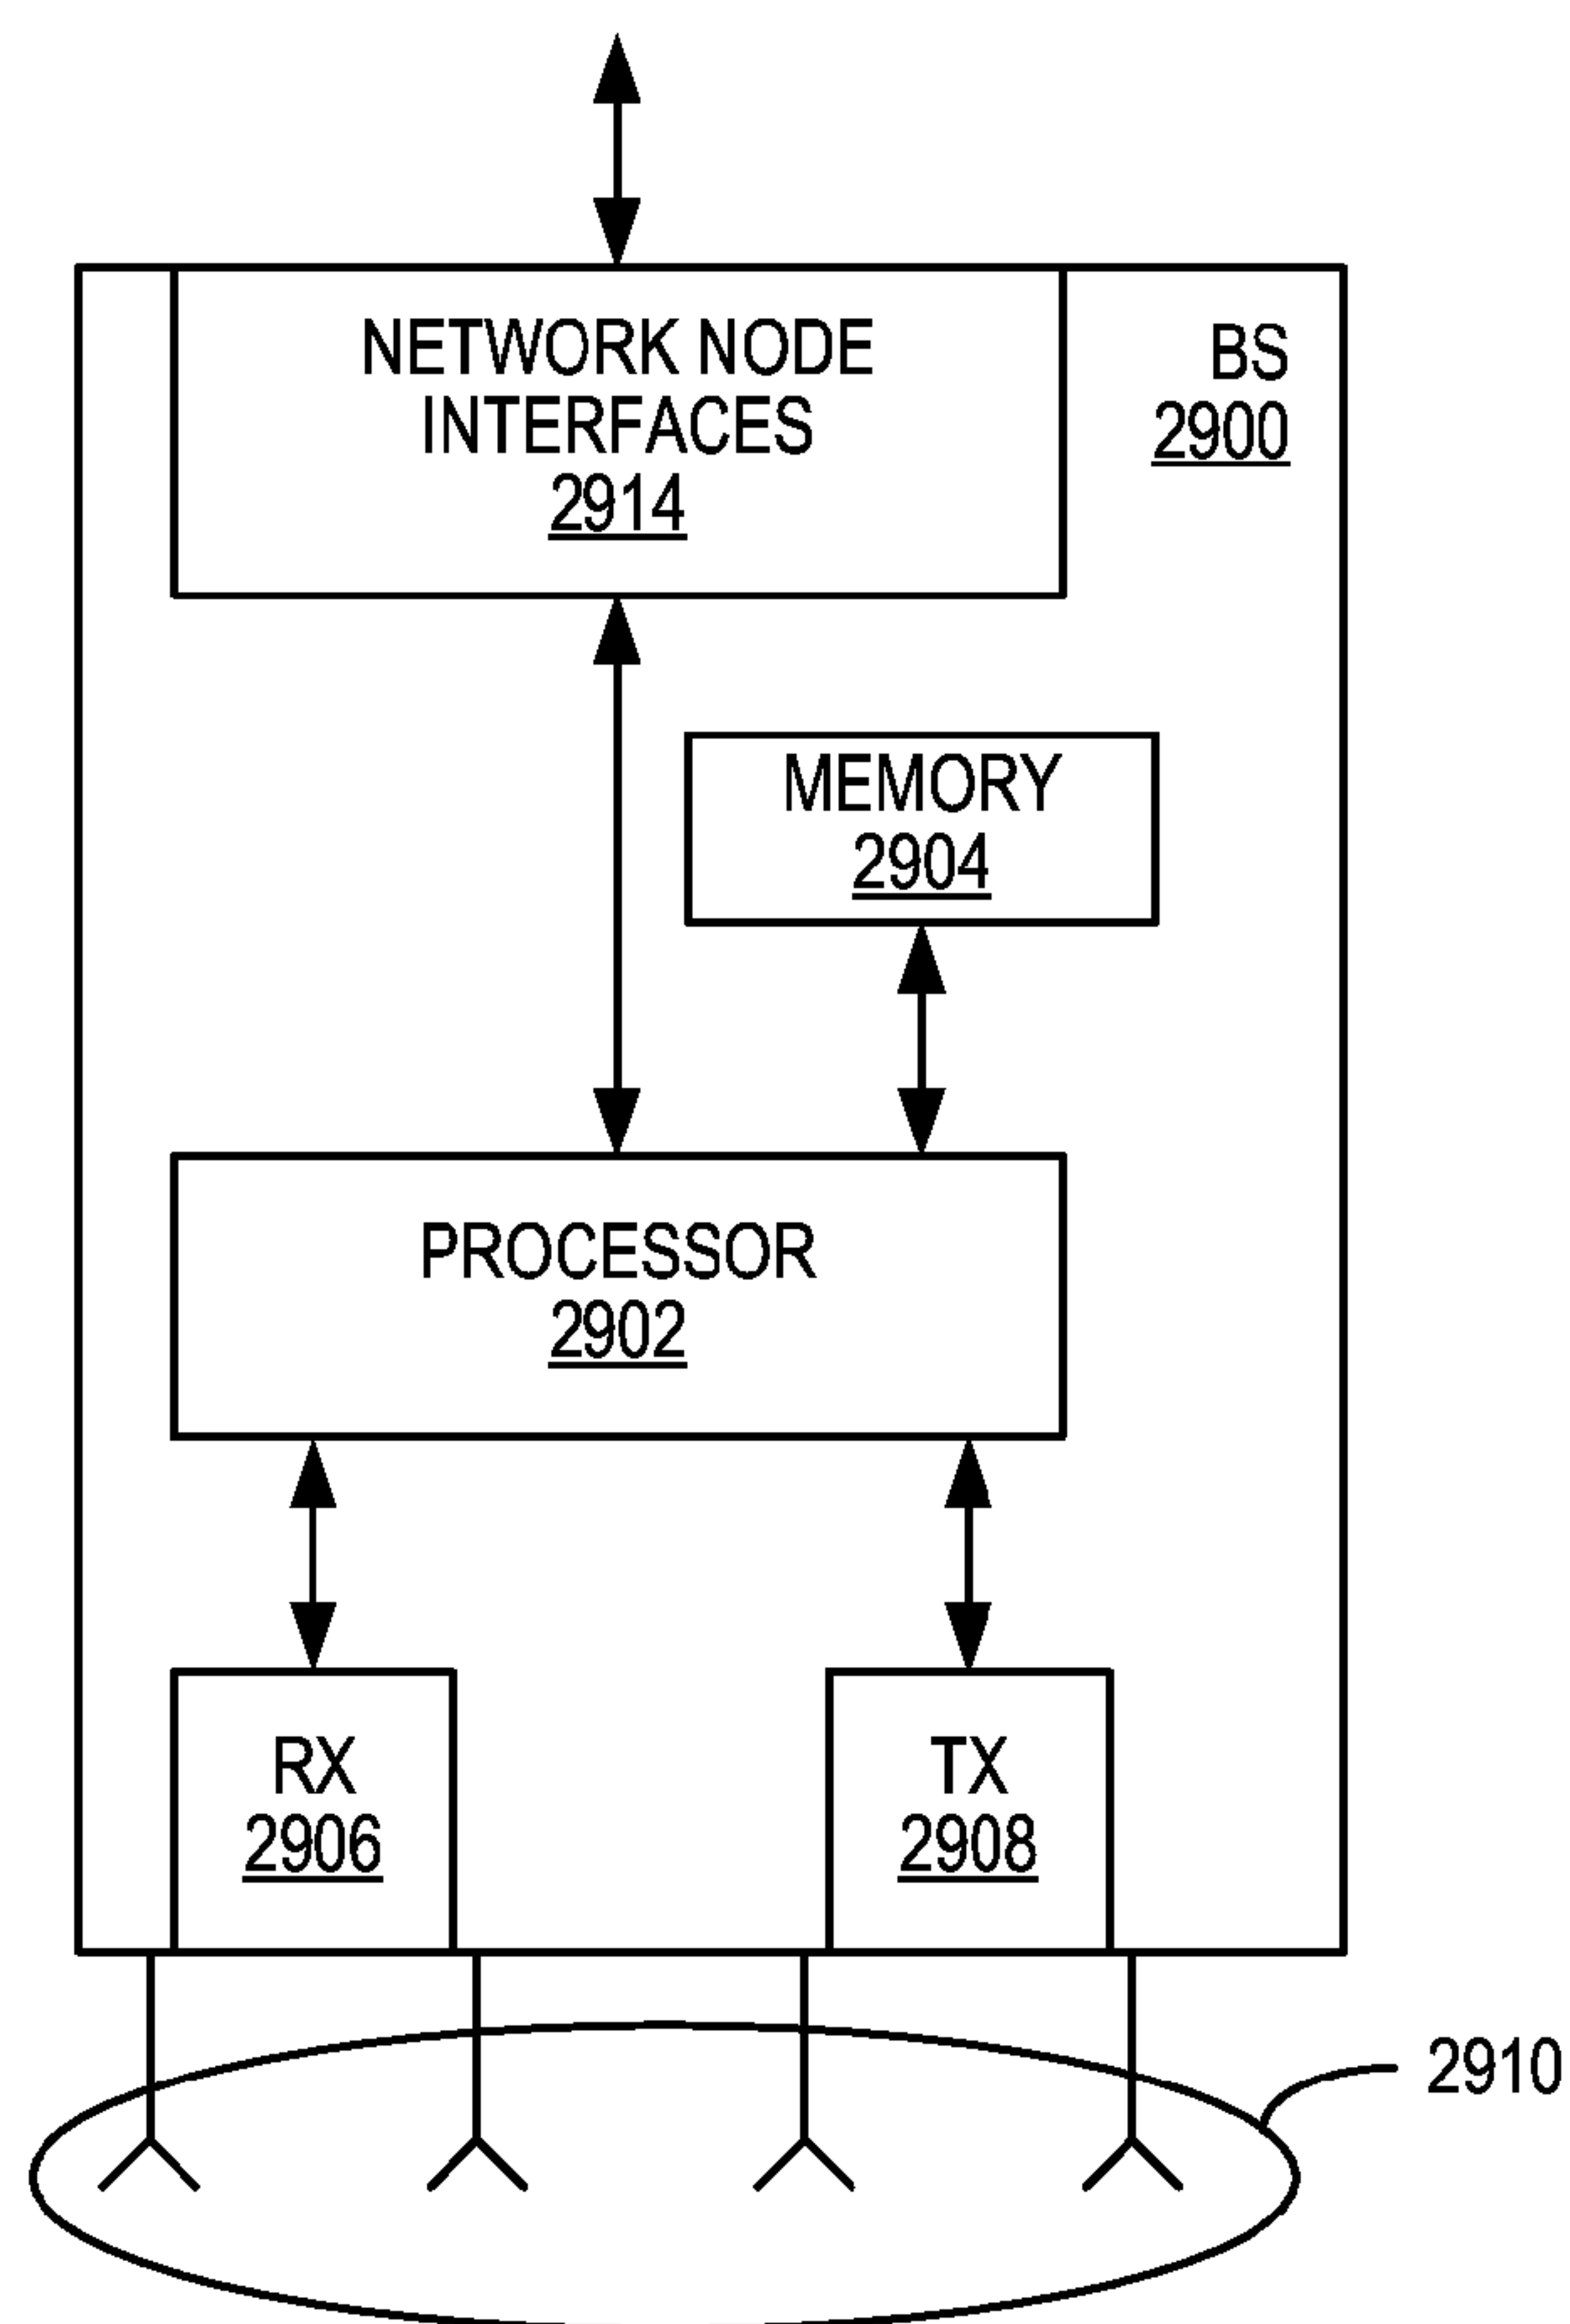 NETWORK NODE
INTERFACES
2914
BS
2900
MEMORY
2904
PROCESSOR
2902
RX
2906
TX
2908
2910